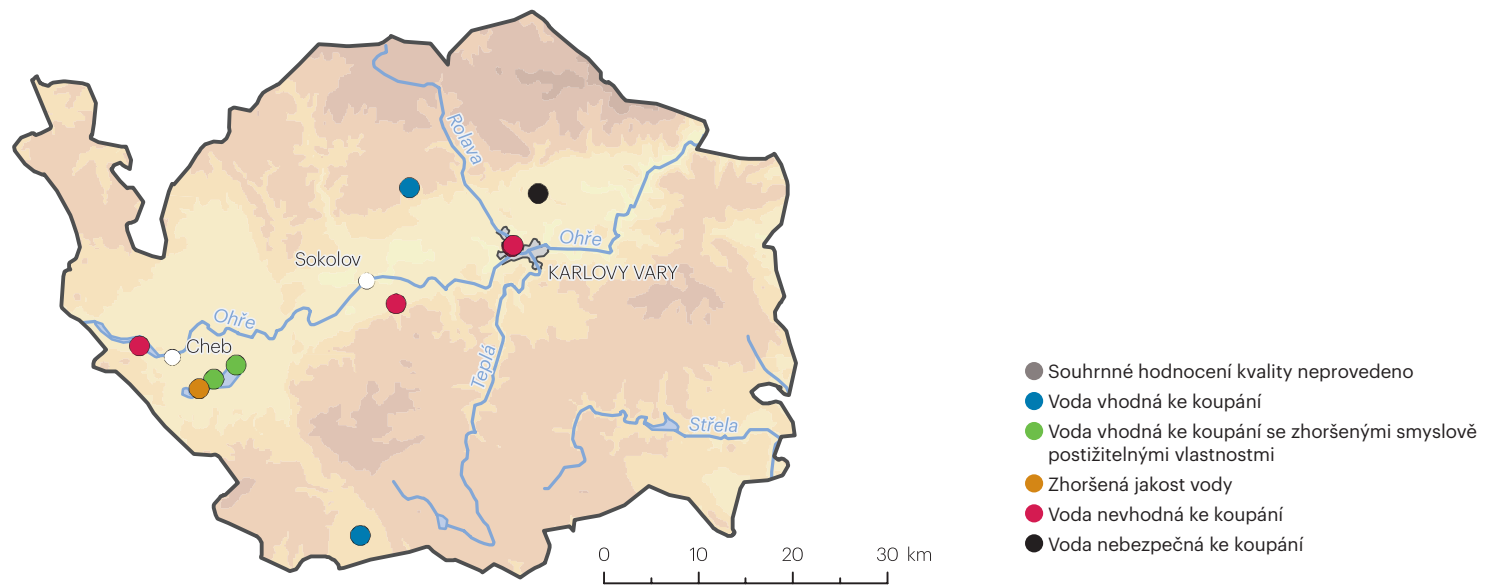 Rolava
Ohře
Sokolov
KARLOVY VARY
Ohře
Cheb
Teplá
Střela
0 10 20 30 km
Souhrnné hodnocení kvality neprovedeno
Voda vhodná ke koupání
Voda vhodná ke koupání se zhoršenými smyslově
postižitelnými vlastnostmi
Zhoršená jakost vody
Voda nevhodná ke koupání
Voda nebezpečná ke koupání